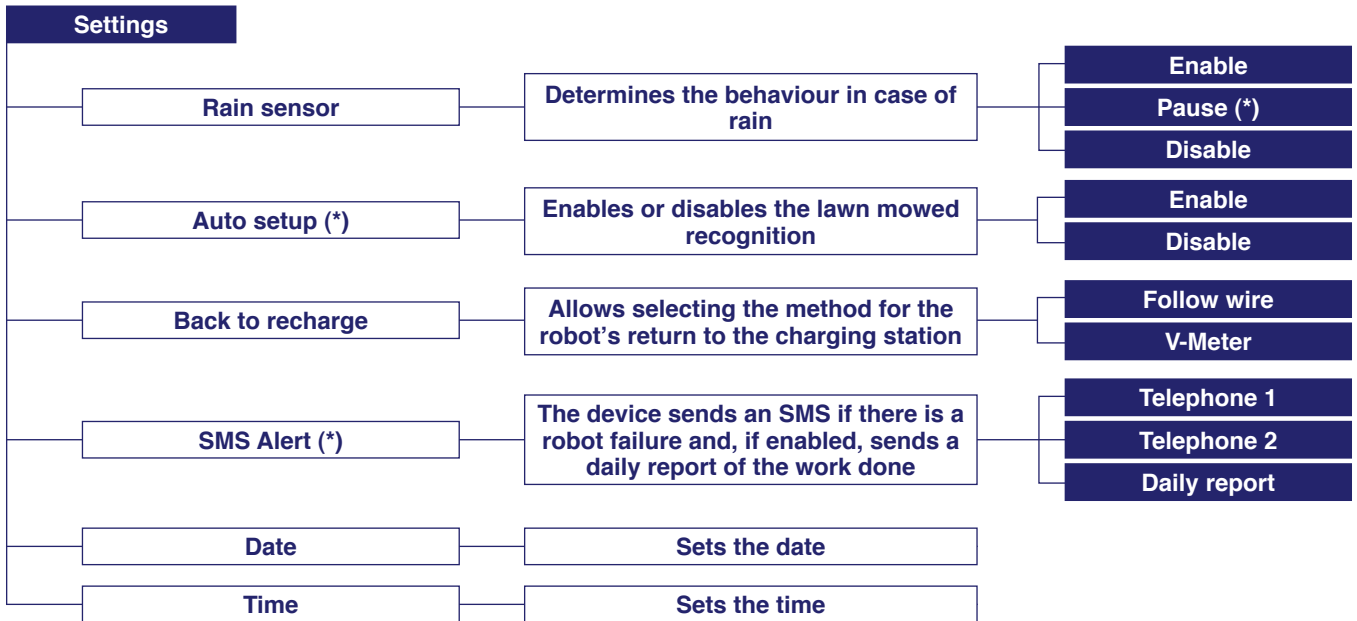 Settings
Rain sensor
Determines the behaviour in case of
rain
Enable
Pause (*)
Disable
Auto setup (*)
Enables or disables the lawn mowed
recognition
Enable
Disable
Back to recharge
Allows selecting the method for the
robot's return to the charging station
Follow wire
V-Meter
SMS Alert (*)
The device sends an SMS if there is a
robot failure and, if enabled, sends a
daily report of the work done
Telephone 1
Telephone 2
Daily report
Date
Sets the date
Time
Sets the time